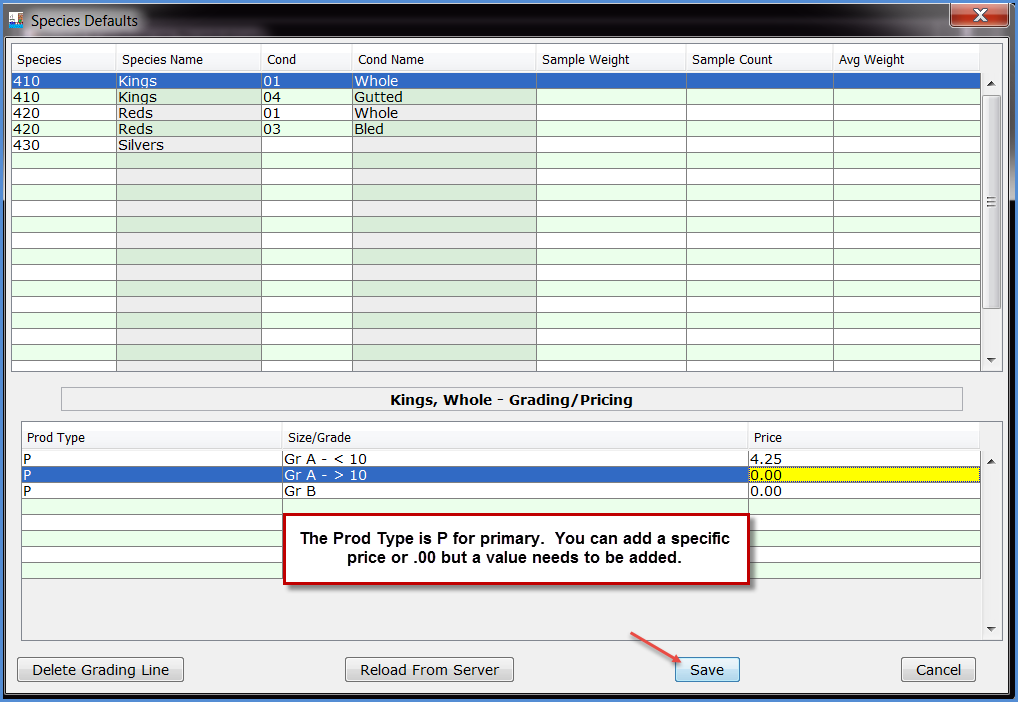 Species Defaults
Species Species Name Cond Cond Name Sample Weight Sample Count Avg Weight
410 Kings 01 Whole
410 Kings 04 Gutted
420 Reds 01 Whole
420 Reds 03 Bled
430 Silvers
Kings, Whole - Grading/Pricing
Prod Type Size/Grade Price
P Gr A - < 10 4.25
P Gr A - > 10 0.00
P Gr B 0.00
The Prod Type is P for primary. You can add a specific
price or .00 but a value needs to be added.
Delete Grading Line Reload From Server Save Cancel